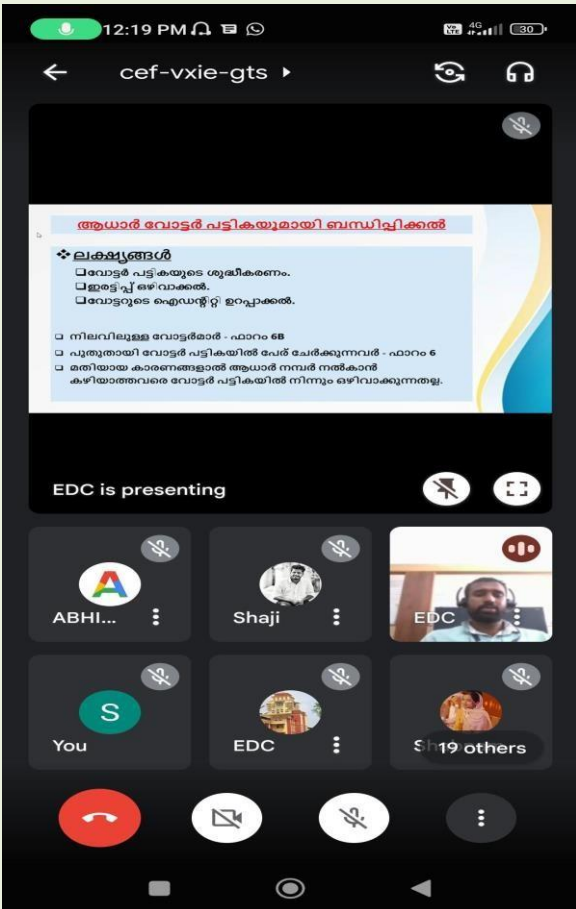 12:19 PM
Vo LTE 4G 30
cef-vxie-gts
ആധാർ വോട്ടർ പട്ടികയുമായി ബന്ധിപ്പിക്കൽ
ലക്ഷ്യങ്ങൾ
വോട്ടർ പട്ടികയുടെ ശുദ്ധീകരണം.
ഇരട്ടിപ്പ് ഒഴിവാക്കൽ.
വോട്ടറുടെ ഐഡന്റിറ്റി ഉറപ്പാക്കൽ.
നിലവിലുള്ള വോട്ടർമാർ - ഫാറം 6B
പുതുതായി വോട്ടർ പട്ടികയിൽ പേര് ചേർക്കുന്നവർ - ഫാറം 6
മതിയായ കാരണങ്ങളാൽ ആധാർ നമ്പർ നൽകാൻ
കഴിയാത്തവരെ വോട്ടർ പട്ടികയിൽ നിന്നും ഒഴിവാക്കുന്നതല്ല.
EDC is presenting
ABHI...
Shaji
EDC
S
You
EDC
19 others